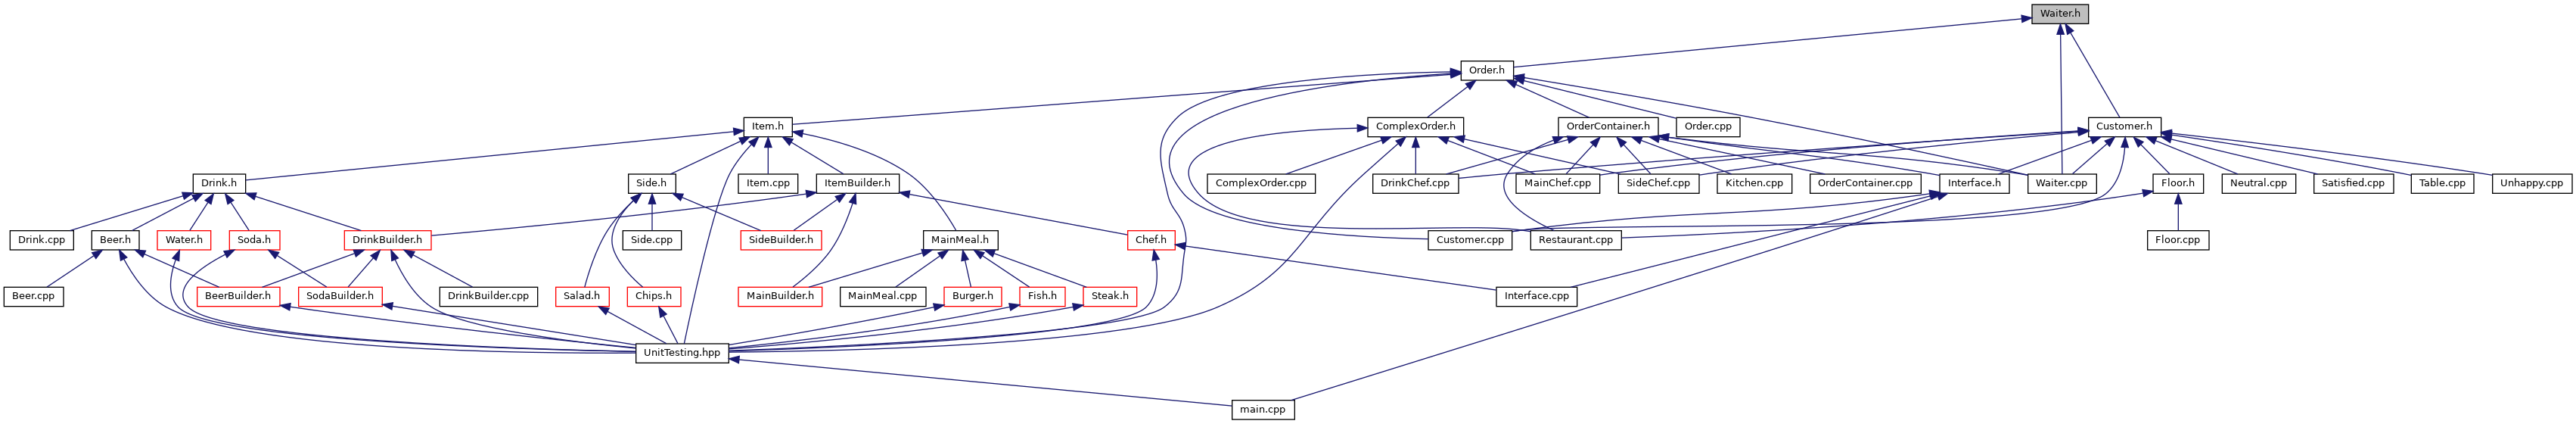 Waiter.h
Order.h
Item.h
ComplexOrder.h
OrderContainer.h
Order.cpp
Customer.h
Drink.h
Side.h
Item.cpp
ItemBuilder.h
ComplexOrder.cpp
DrinkChef.cpp
MainChef.cpp
SideChef.cpp
Kitchen.cpp
OrderContainer.cpp
Interface.h
Waiter.cpp
Floor.h
Neutral.cpp
Satisfied.cpp
Table.cpp
Unhappy.cpp
Drink.cpp
Beer.h
Water.h
Soda.h
DrinkBuilder.h
Side.cpp
SideBuilder.h
MainMeal.h
Chef.h
Customer.cpp
Restaurant.cpp
Floor.cpp
Beer.cpp
BeerBuilder.h
SodaBuilder.h
DrinkBuilder.cpp
Salad.h
Chips.h
MainBuilder.h
MainMeal.cpp
Burger.h
Fish.h
Steak.h
Interface.cpp
UnitTesting.hpp
main.cpp